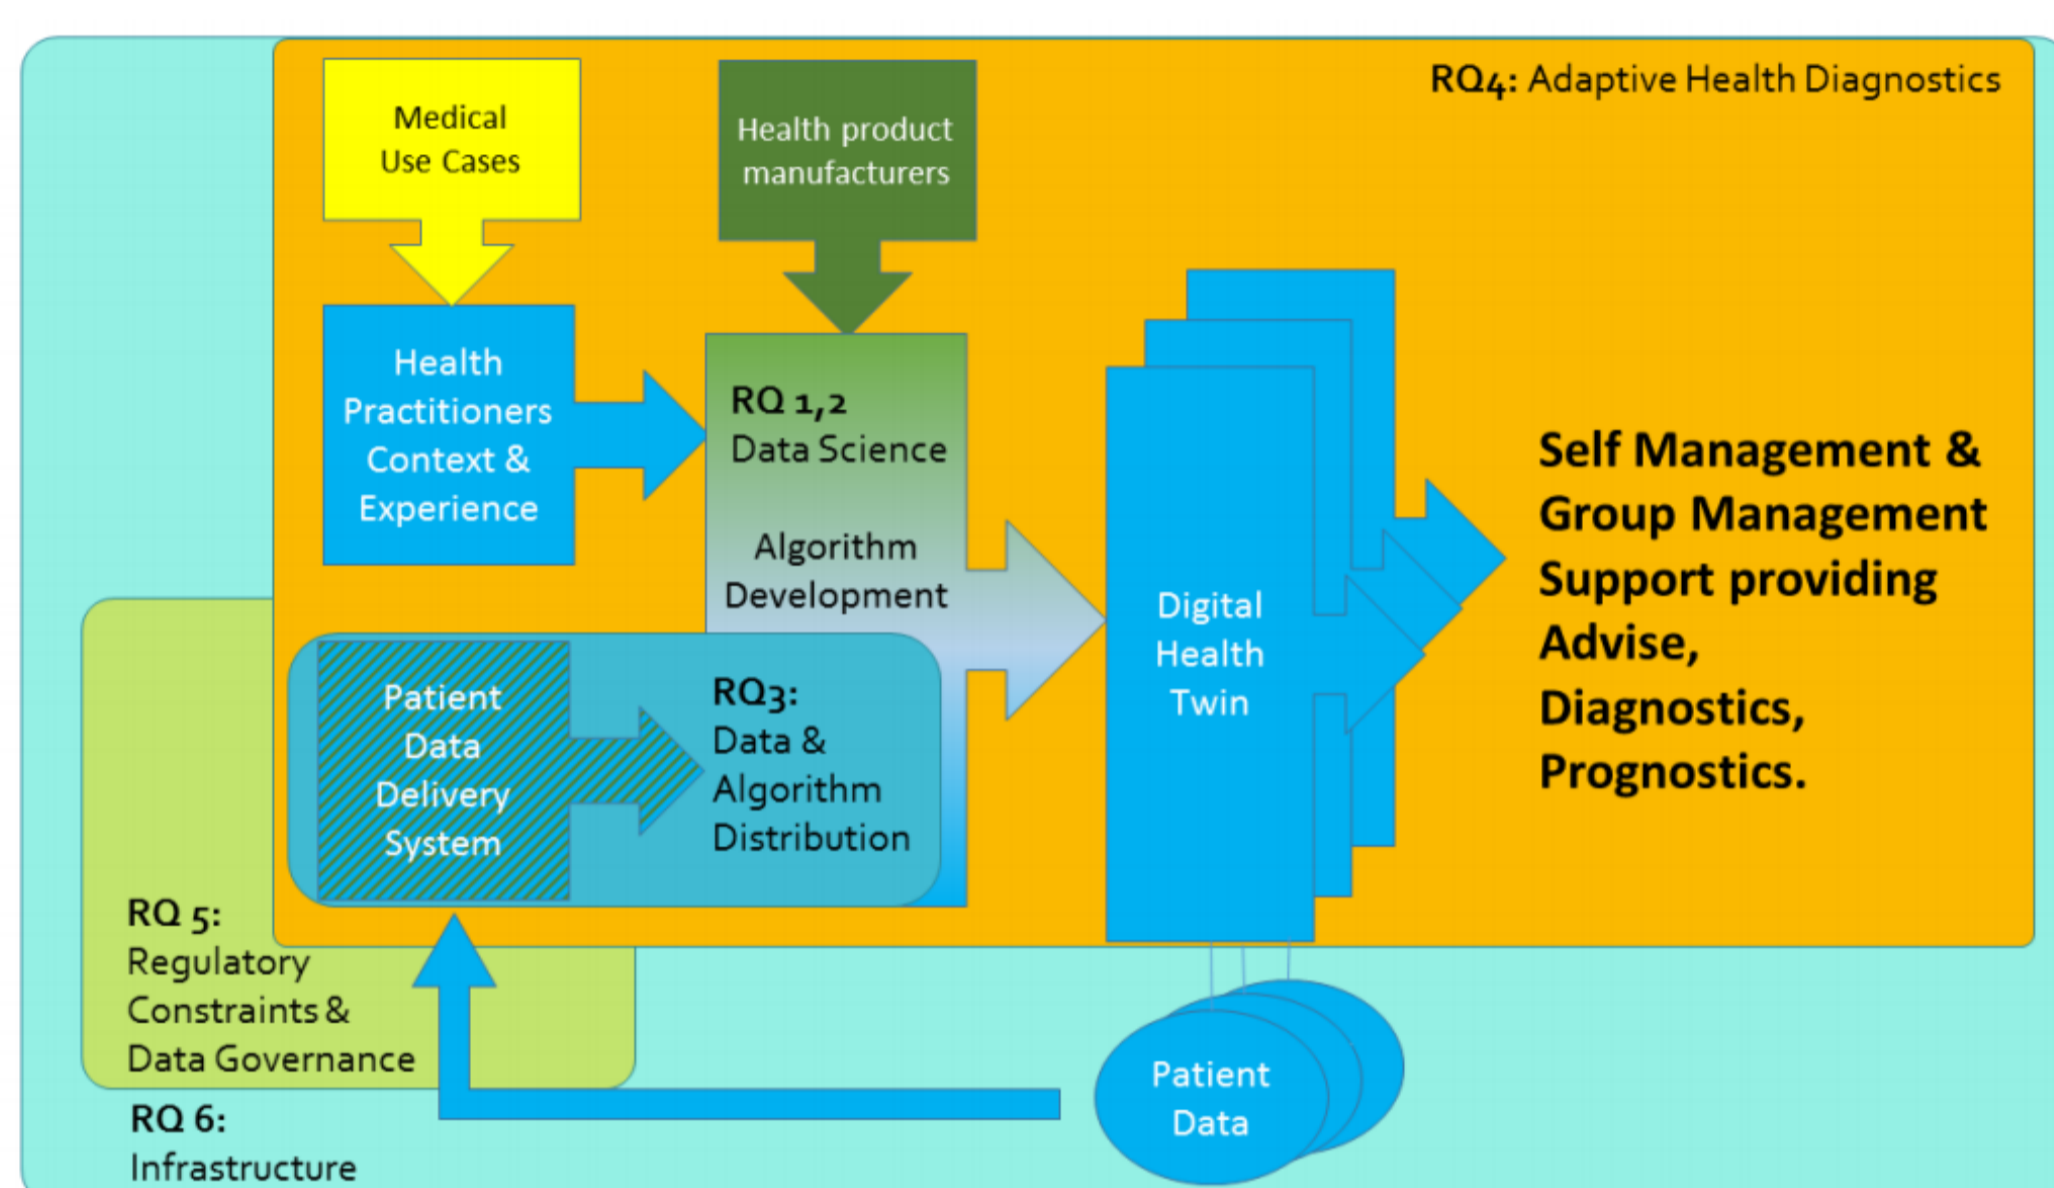 RQ4: Adaptive Health Diagnostics
Medical
Use Cases
Health product
manufacturers
Health
Practitioners
Context &
Experience
RQ 1,2
Data Science
Algorithm
Development
Self Management &
Group Management
Support providing
Advise,
Diagnostics,
Prognostics.
Digital
Health
Twin
Patient
Data
Delivery
System
RQ3:
Data &
Algorithm
Distribution
RQ 5:
Regulatory
Constraints &
Data Governance
RQ 6:
Infrastructure
Patient
Data